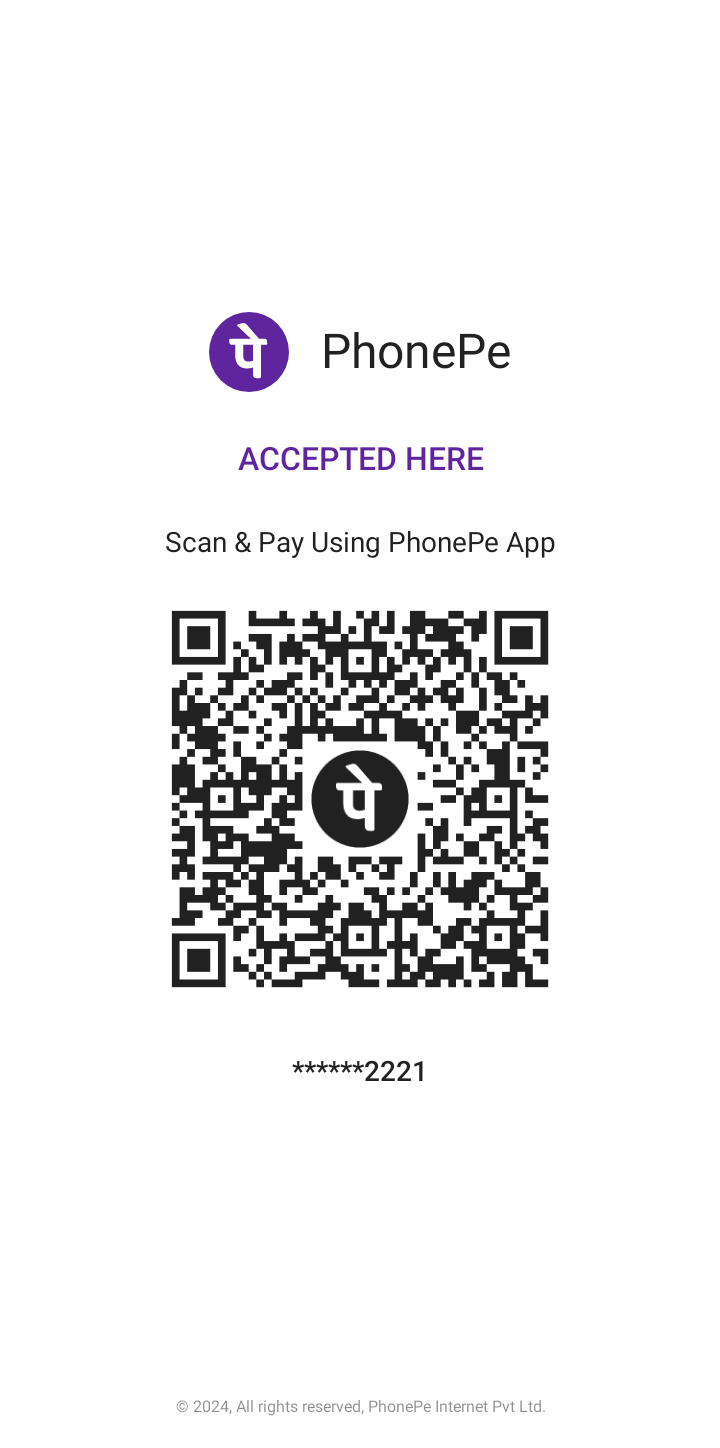 पे PhonePe
ACCEPTED HERE
Scan & Pay Using PhonePe App
पे
******2221
© 2024, All rights reserved, PhonePe Internet Pvt Ltd.